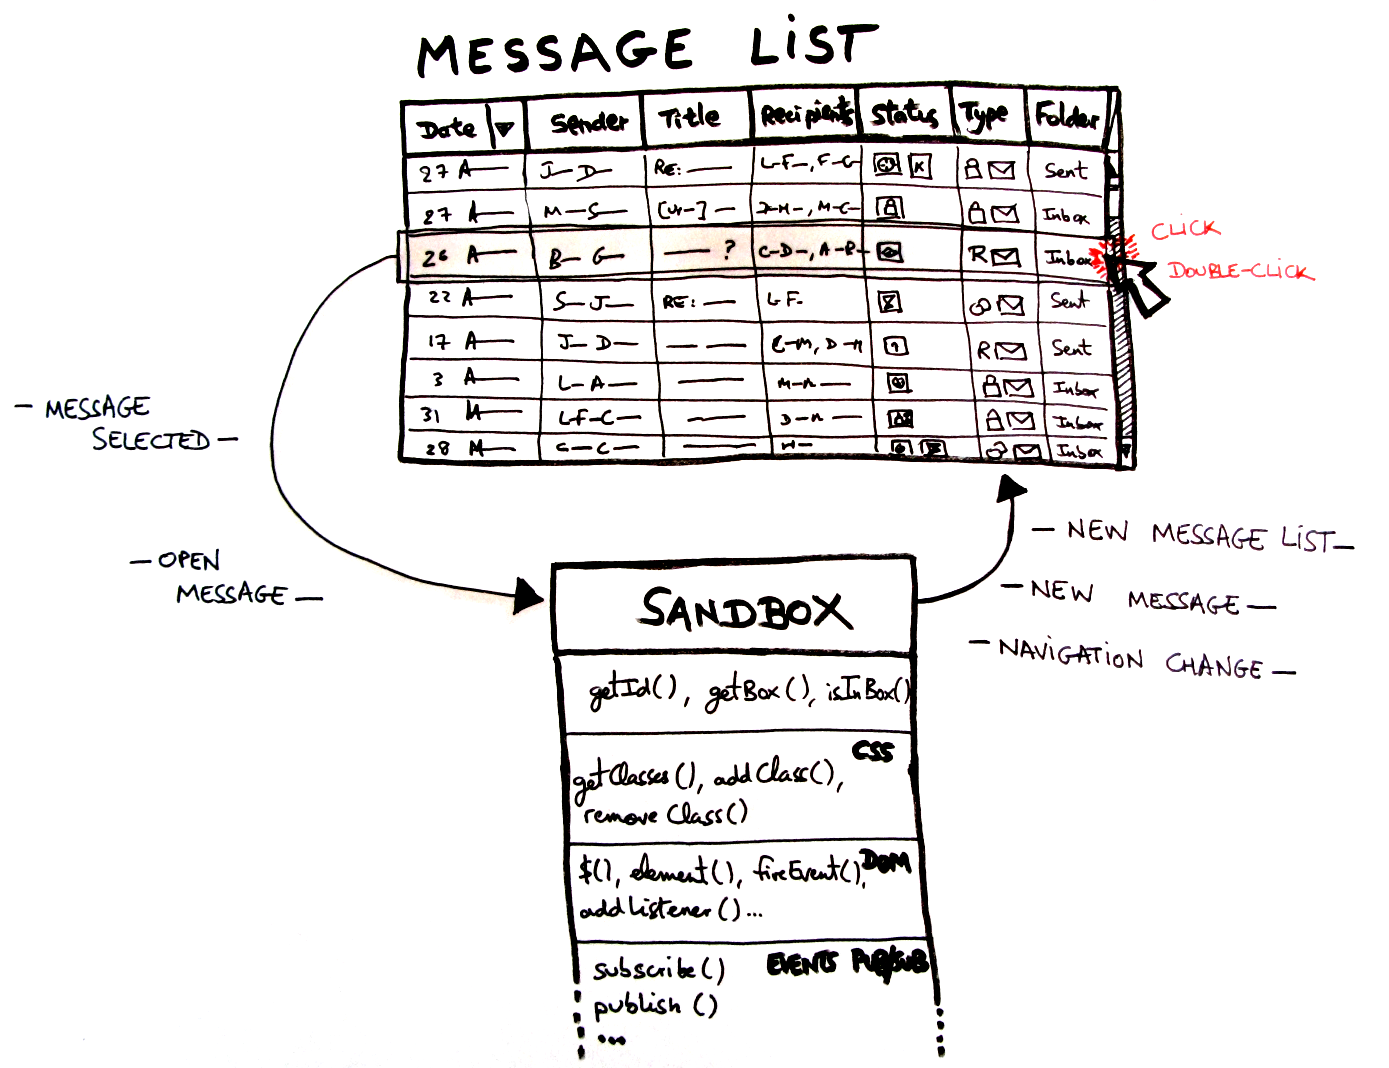 MESSAGE LIST
Date Sender Title Recipients Status Type Folder
27 A J D RE: L-F-, F-G Sent
27 A M-S [Ur-] M-C- Inbox
26 A B- G- ? C-D-, A-R- R Inbox
22 A S-J- RE: L-F- Sent
17 A J- D- D-M R Sent
3 A L-A- M-A- Inbox
31 M L-F-C- D-M Inbox
28 M C-C- M- Inbox
CLICK
DOUBLE-CLICK
- MESSAGE
SELECTED -
- OPEN
MESSAGE -
- NEW MESSAGE LIST -
- NEW MESSAGE -
- NAVIGATION CHANGE -
SANDBOX
getId(), getBox(), isInBox()
CSS
getClasses(), addClass(),
removeClass()
DOM
$(), element(), fireEvent(),
addListener()...
EVENTS PUB/SUB
subscribe()
publish()
...